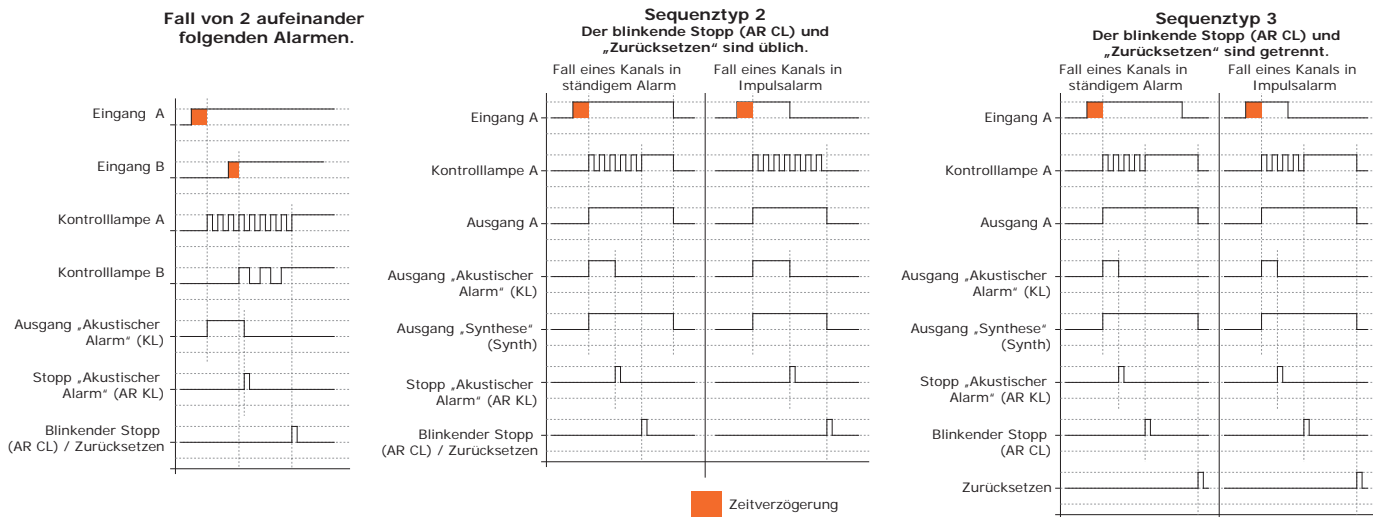 Fall von 2 aufeinander
folgenden Alarmen.
Eingang A
Eingang B
Kontrolllampe A
Kontrolllampe B
Ausgang „Akustischer
Alarm“ (KL)
Stopp „Akustischer
Alarm“ (AR KL)
Blinkender Stopp
(AR CL) / Zurücksetzen
Sequenztyp 2
Der blinkende Stopp (AR CL) und
„Zurücksetzen“ sind üblich.
Fall eines Kanals in
ständigem Alarm
Fall eines Kanals in
Impulsalarm
Eingang A
Kontrolllampe A
Ausgang A
Ausgang „Akustischer
Alarm“ (KL)
Ausgang „Synthese“
(Synth)
Stopp „Akustischer
Alarm“ (AR KL)
Blinkender Stopp
(AR CL) / Zurücksetzen
Zeitverzögerung
Sequenztyp 3
Der blinkende Stopp (AR CL) und
„Zurücksetzen“ sind getrennt.
Fall eines Kanals in
ständigem Alarm
Fall eines Kanals in
Impulsalarm
Eingang A
Kontrolllampe A
Ausgang A
Ausgang „Akustischer
Alarm“ (KL)
Ausgang „Synthese“
(Synth)
Stopp „Akustischer
Alarm“ (AR KL)
Blinkender Stopp
(AR CL)
Zurücksetzen